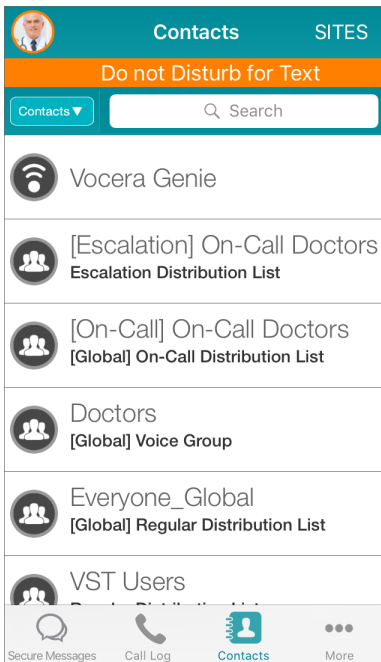 Contacts
SITES
Do not Disturb for Text
Contacts▼
Search
Vocera Genie
[Escalation] On-Call Doctors
Escalation Distribution List
[On-Call] On-Call Doctors
[Global] On-Call Distribution List
Doctors
[Global] Voice Group
Everyone_Global
[Global] Regular Distribution List
VST Users
Secure Messages
Call Log
Contacts
More